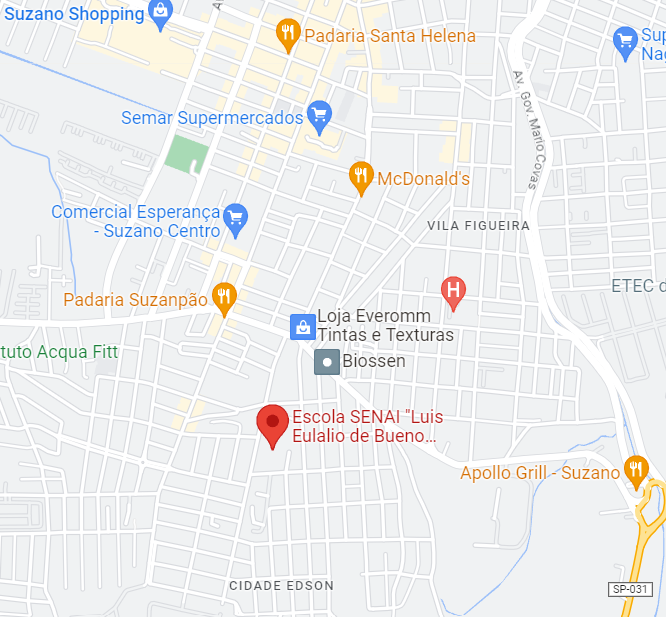 Suzano Shopping
Padaria Santa Helena
Sup
Nag
Semar Supermercados
Av. Gov. Mario Covas
McDonald's
Comercial Esperança
- Suzano Centro
VILA FIGUEIRA
H
ETEC d
Padaria Suzanpão
Loja Everomm
Tintas e Texturas
tuto Acqua Fitt
Biossen
Escola SENAI "Luis
Eulalio de Bueno...
Apollo Grill - Suzano
CIDADE EDSON
SP-031